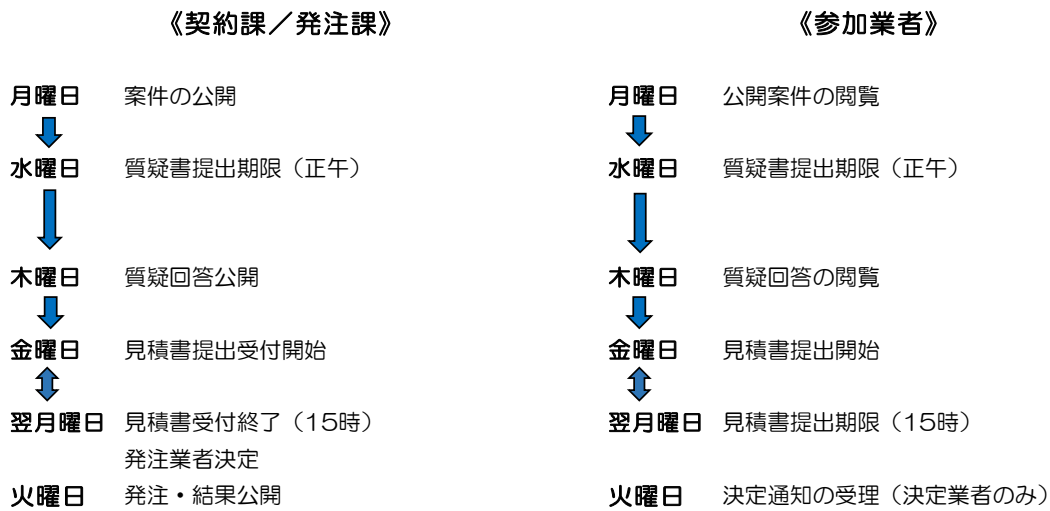 《契約課／発注課》
月曜日 案件の公開
水曜日 質疑書提出期限（正午）
木曜日 質疑回答公開
金曜日 見積書提出受付開始
翌月曜日 見積書受付終了（15時）
発注業者決定
火曜日 発注・結果公開
《参加業者》
月曜日 公開案件の閲覧
水曜日 質疑書提出期限（正午）
木曜日 質疑回答の閲覧
金曜日 見積書提出開始
翌月曜日 見積書提出期限（15時）
火曜日 決定通知の受理（決定業者のみ）